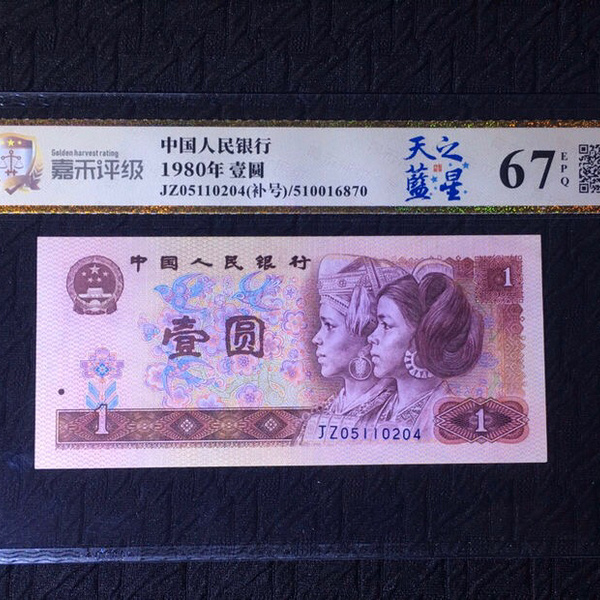 Golden harvest rating
嘉禾评级
中国人民银行
1980年 壹圆
JZ05110204(补号)/510016870
天之
藍星
67
EPQ
中国人民银行
1
壹圆
1
JZ05110204
1